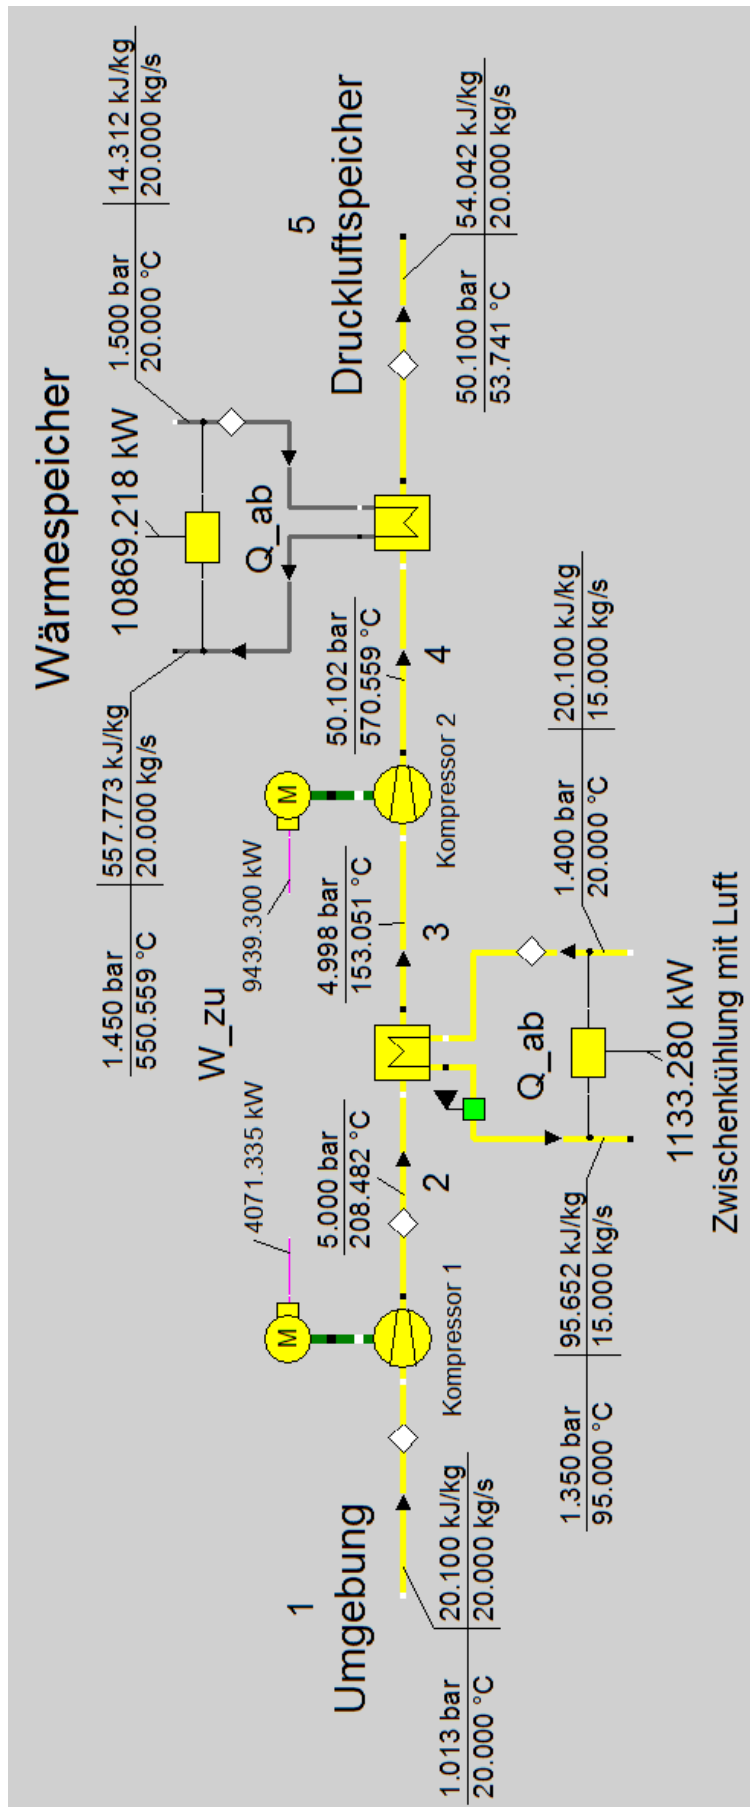 Wärmespeicher
10869.218 kW
1.500 bar
20.000 °C
14.312 kJ/kg
20.000 kg/s
1.450 bar
550.559 °C
557.773 kJ/kg
20.000 kg/s
Q_ab
W_zu
4071.335 kW
M
9439.300 kW
M
5
Druckluftspeicher
1
Umgebung
1.013 bar
20.000 °C
20.100 kJ/kg
20.000 kg/s
Kompressor 1
5.000 bar
208.482 °C
2
4.998 bar
153.051 °C
3
Kompressor 2
50.102 bar
570.559 °C
4
50.100 bar
53.741 °C
54.042 kJ/kg
20.000 kg/s
Q_ab
1.350 bar
95.000 °C
95.652 kJ/kg
15.000 kg/s
1.400 bar
20.000 °C
20.100 kJ/kg
15.000 kg/s
1133.280 kW
Zwischenkühlung mit Luft